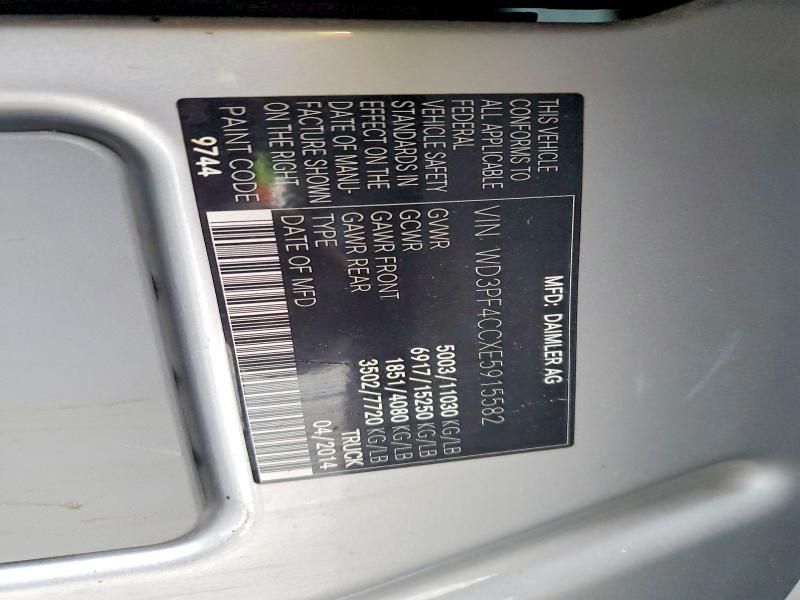 MFD: DAIMLER AG
VIN. WD3PF4CCXE5915582
THIS VEHICLE
CONFORMS TO
ALL APPLICABLE
FEDERAL
VEHICLE SAFETY
STANDARDS IN
EFFECT ON THE
DATE OF MANU-
FACTURE SHOWN
ON THE RIGHT
PAINT CODE
9744
GVWR 5003/11030 KG/LB
GCWR 6917/15250 KG/LB
GAWR FRONT 1851/4080 KG/LB
GAWR REAR 3502/7720 KG/LB
TYPE TRUCK
DATE OF MFD 04/2014